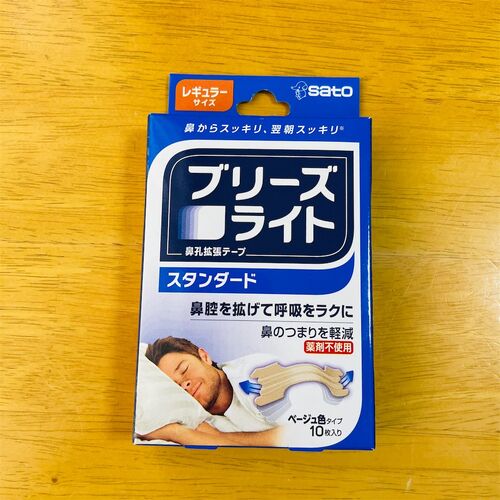 レギュラー
サイズ
sato
鼻からスッキリ、翌朝スッキリ®
ブリーズ
ライト
鼻孔拡張テープ
スタンダード
鼻腔を拡げて呼吸をラクに
鼻のつまりを軽減
薬剤不使用
ベージュ色タイプ
10枚入り